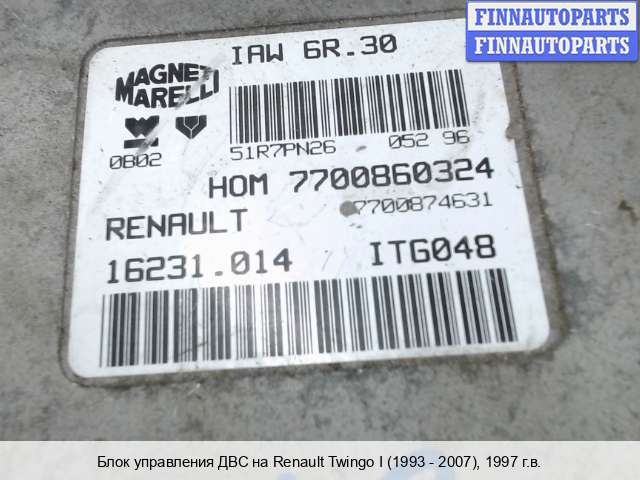 FINNAUTOPARTS
FINNAUTOPARTS
IAW 6R.30
MAGNETI
MARELLI
0B02
51R7PN26 052 96
HOM 7700860324
7700874631
RENAULT
16231.014 ITG048
Блок управления ДВС на Renault Twingo I (1993 - 2007), 1997 г.в.